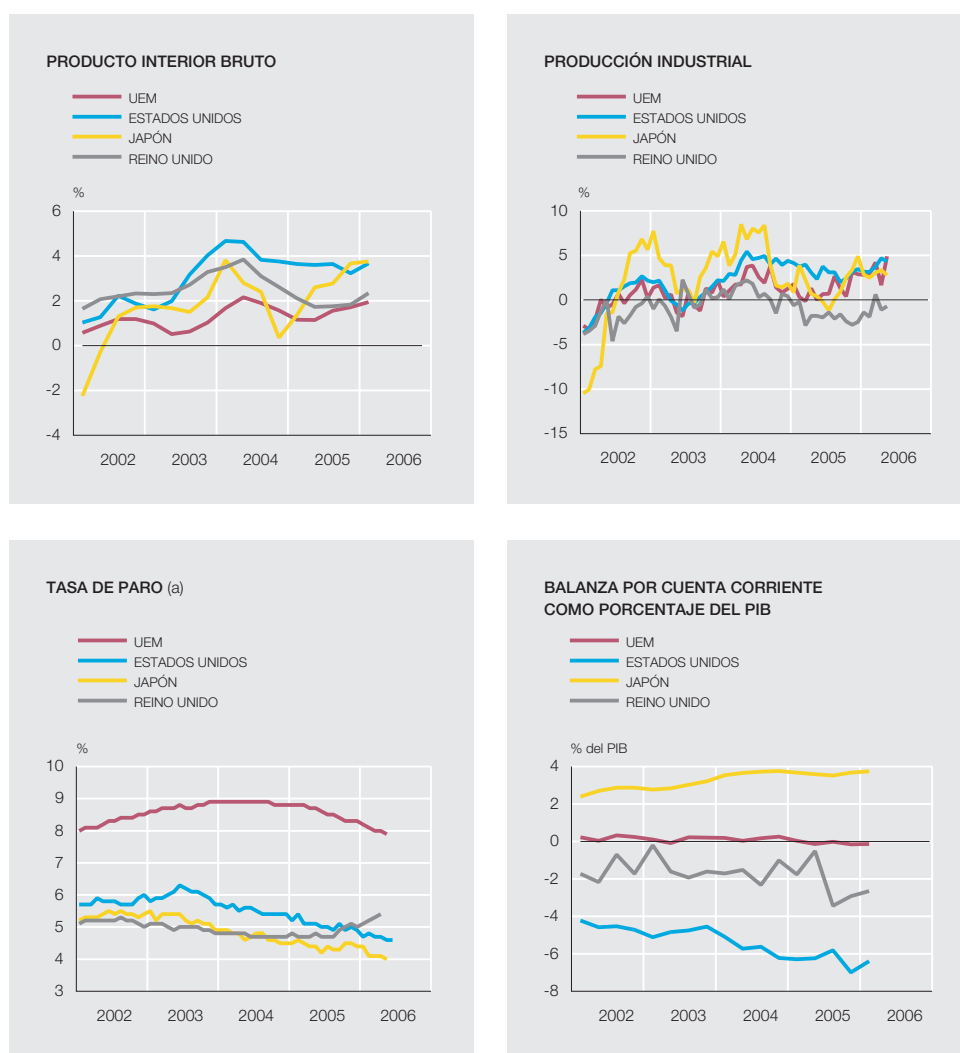 PRODUCTO INTERIOR BRUTO
UEM
ESTADOS UNIDOS
JAPÓN
REINO UNIDO
%
6
4
2
0
-2
-4
2002 2003 2004 2005 2006
PRODUCCIÓN INDUSTRIAL
UEM
ESTADOS UNIDOS
JAPÓN
REINO UNIDO
%
10
5
0
-5
-10
-15
2002 2003 2004 2005 2006
TASA DE PARO (a)
UEM
ESTADOS UNIDOS
JAPÓN
REINO UNIDO
%
10
9
8
7
6
5
4
3
2002 2003 2004 2005 2006
BALANZA POR CUENTA CORRIENTE
COMO PORCENTAJE DEL PIB
UEM
ESTADOS UNIDOS
JAPÓN
REINO UNIDO
% del PIB
4
2
0
-2
-4
-6
-8
2002 2003 2004 2005 2006